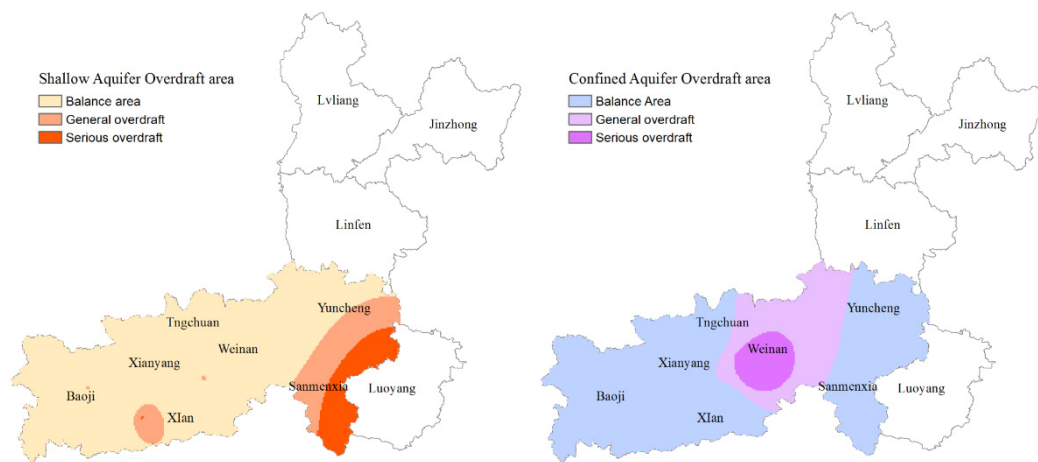 Shallow Aquifer Overdraft area
Balance area
General overdraft
Serious overdraft
Lvliang
Jinzhong
Linfen
Yuncheng
Tngchuan
Weinan
Xianyang
Sanmenxia
Luoyang
Baoji
XIan
Confined Aquifer Overdraft area
Balance Area
General overdraft
Serious overdraft
Lvliang
Jinzhong
Linfen
Yuncheng
Tngchuan
Weinan
Xianyang
Sanmenxia
Luoyang
Baoji
XIan